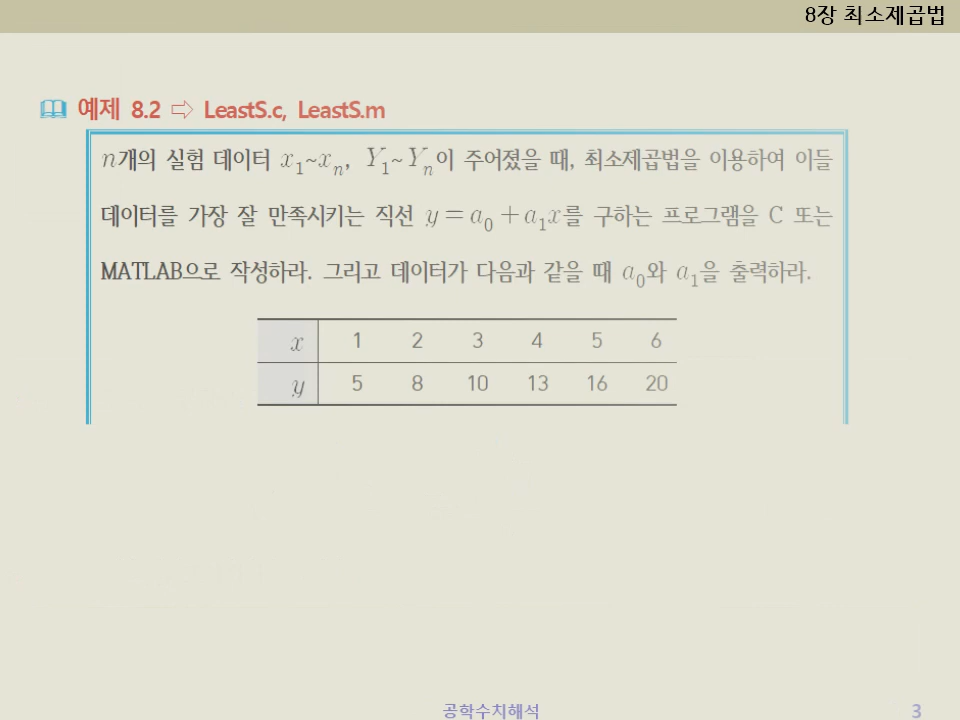 8장 최소제곱법
예제 8.2 ⇨ LeastS.c, LeastS.m
n개의 실험 데이터 x₁~xₙ, Y₁~Yₙ이 주어졌을 때, 최소제곱법을 이용하여 이들
데이터를 가장 잘 만족시키는 직선 y = a₀ + a₁x를 구하는 프로그램을 C 또는
MATLAB으로 작성하라. 그리고 데이터가 다음과 같을 때 a₀와 a₁을 출력하라.
x 1 2 3 4 5 6
y 5 8 10 13 16 20
공학수치해석 3